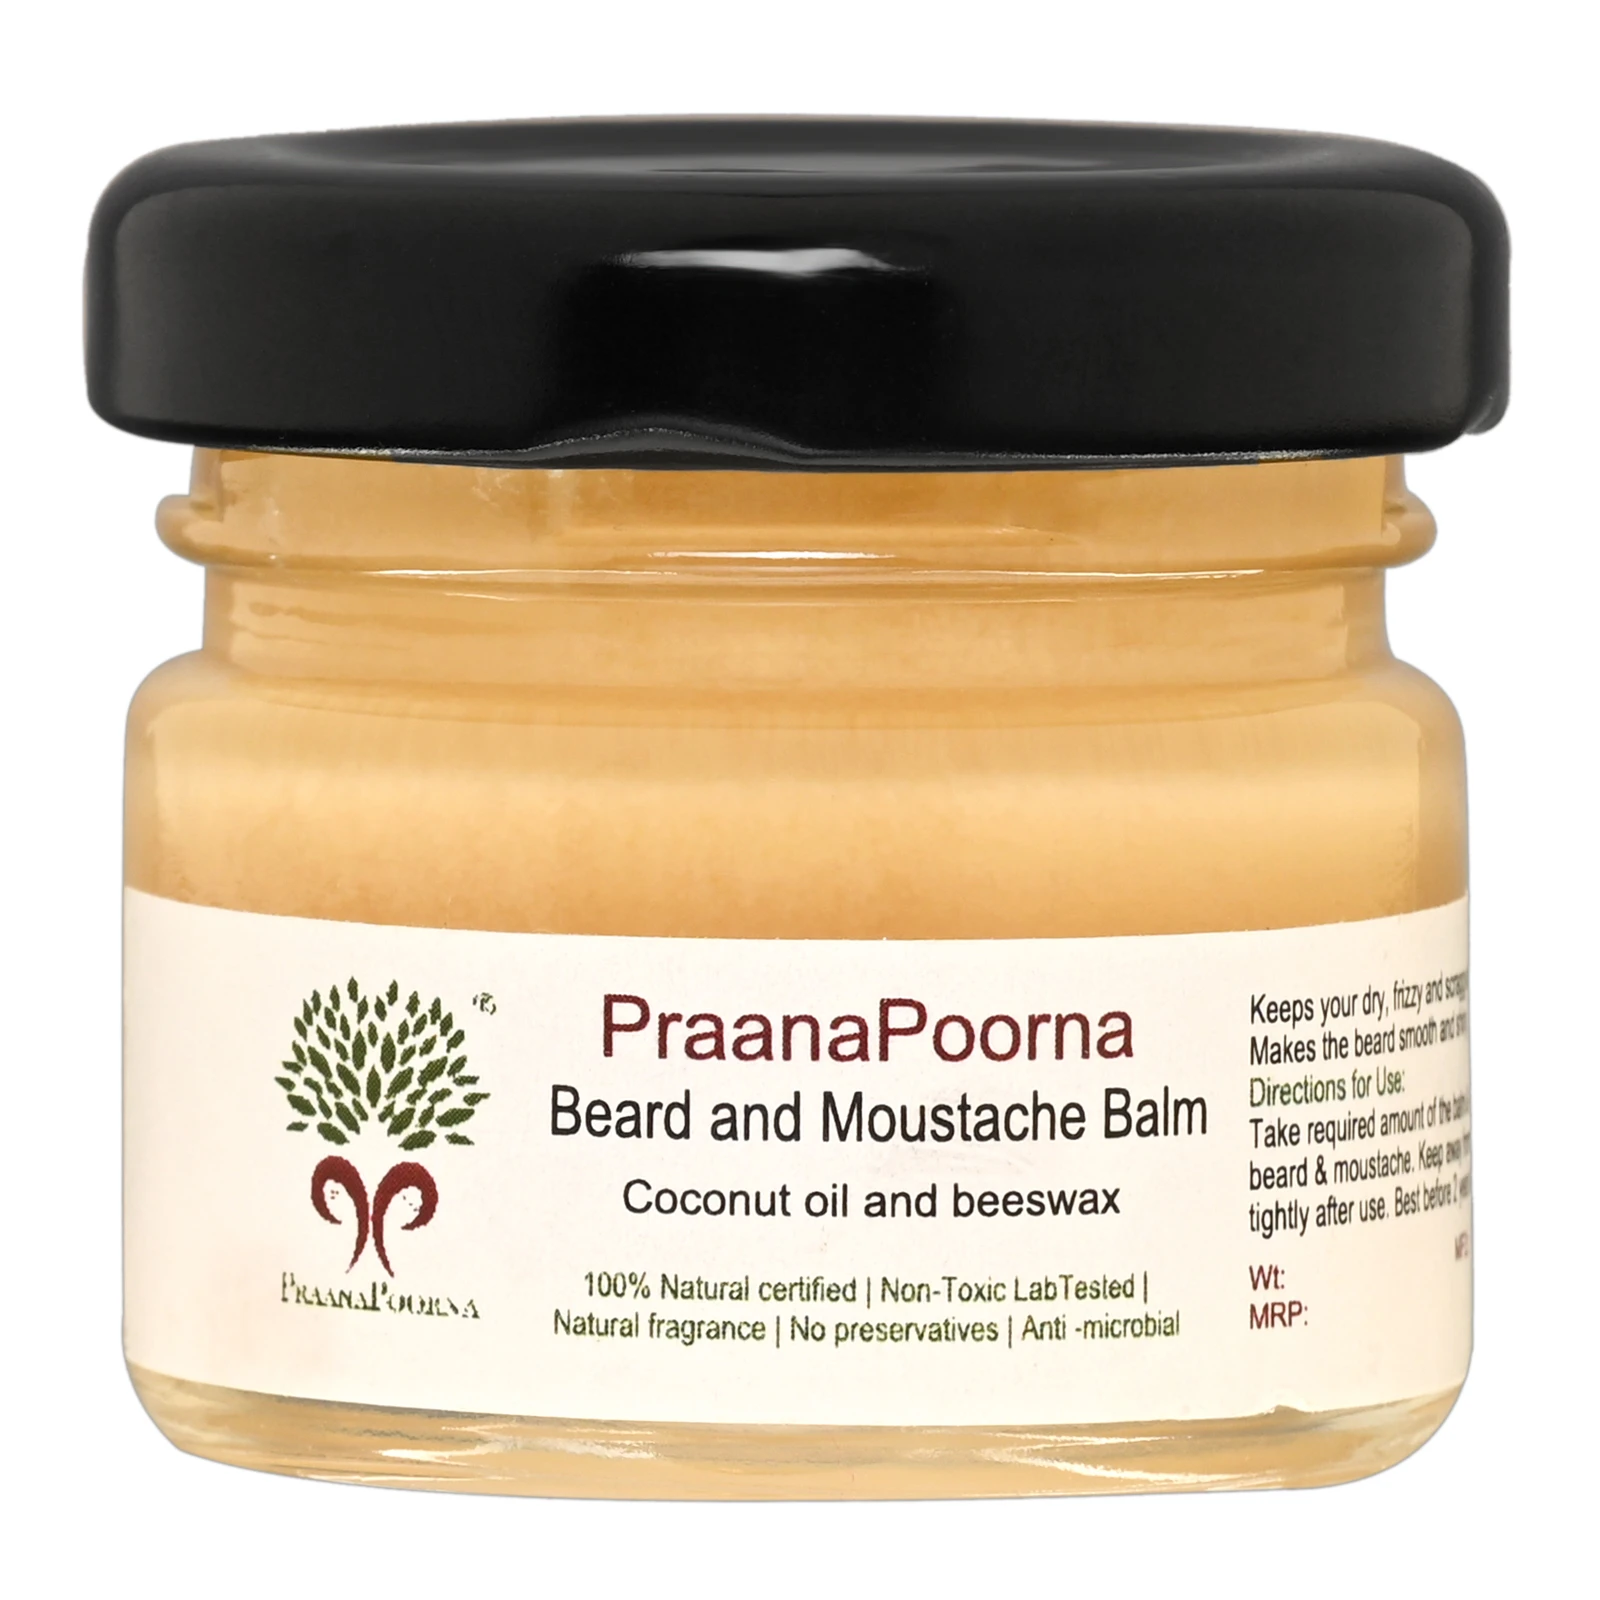 ®
PRAANAPOORNA
PraanaPoorna
Beard and Moustache Balm
Coconut oil and beeswax
100% Natural certified | Non-Toxic LabTested |
Natural fragrance | No preservatives | Anti -microbial
Keeps your dry, frizzy and
Makes the beard smooth and
Directions for Use:
Take required amount of the
beard & moustache. Keep away
tightly after use. Best before 2
Wt:
MRP: